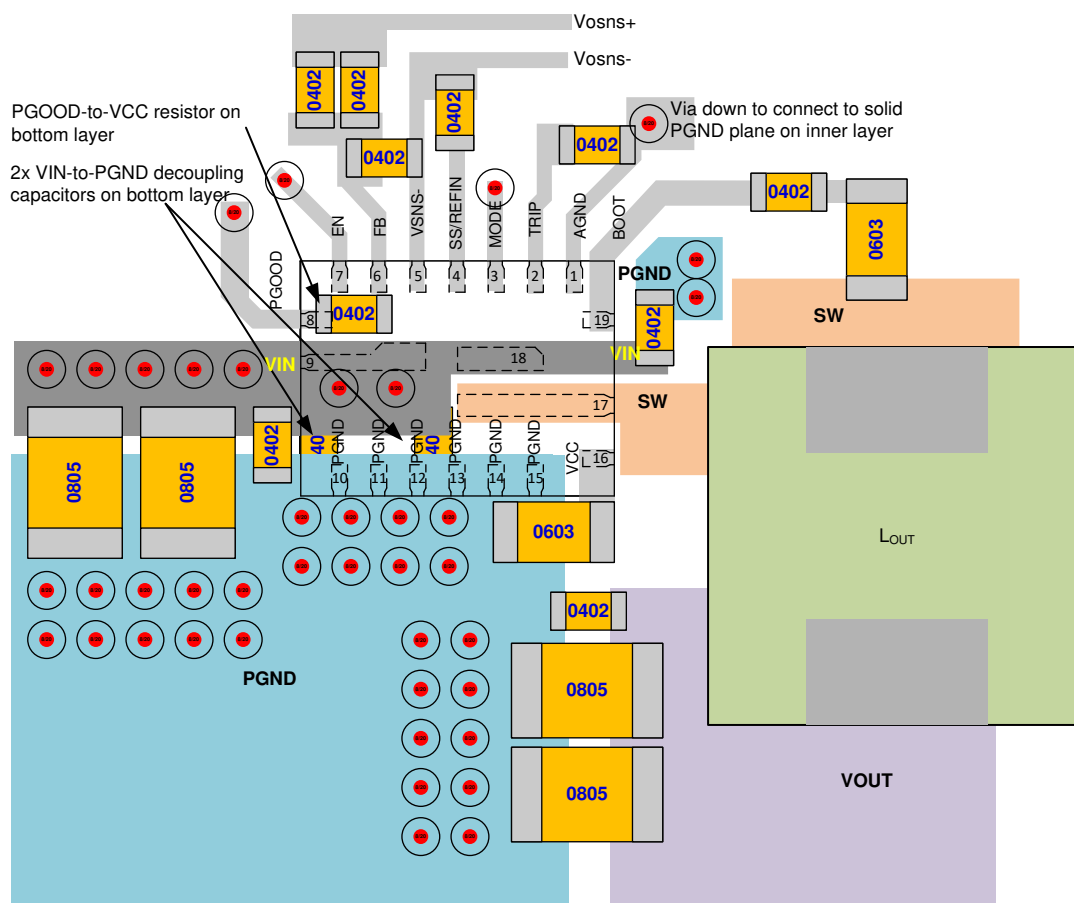 Vosns+
Vosns-
0402
0402
0402
0402
0402
PGOOD-to-VCC resistor on
bottom layer
Via down to connect to solid
PGND plane on inner layer
2x VIN-to-PGND decoupling
capacitors on bottom layer
0402
0603
EN
FB
VSNS-
SS/REFIN
MODE
TRIP
AGND
BOOT
PGOOD
PGND
7
6
5
4
3
2
1
8
0402
19
0402
SW
VIN
9
18
VIN
17
SW
0805
0805
0402
40
40
PGND
PGND
PGND
PGND
PGND
PGND
VCC
16
10
11
12
13
14
15
0603
LOUT
0402
PGND
0805
0805
VOUT